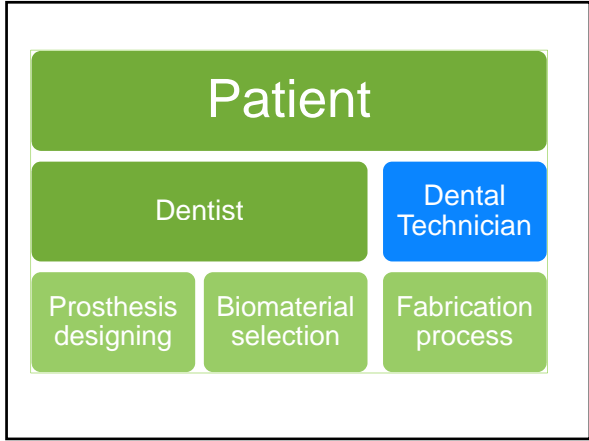 Patient
Dentist
Dental
Technician
Prosthesis
designing
Biomaterial
selection
Fabrication
process